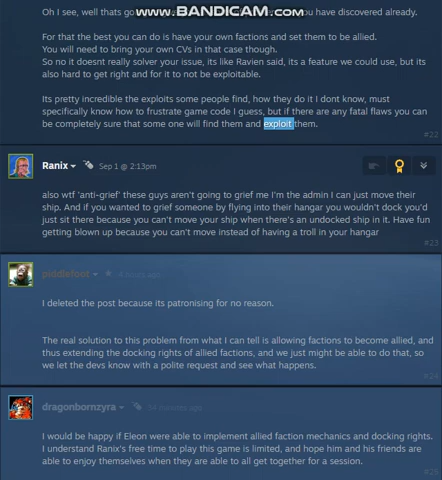 Oh I see, well thats go
www.BANDICAM.com
you have discovered already.
For that the best you can do is have your own factions and set them to be allied.
You will need to bring your own CVs in that case though.
So no it doesnt really solver your issue, its like Ravien said, its a feature we could use, but its
also hard to get right and for it to not be exploitable.
Its pretty incredible the exploits some people find, how they do it I dont know, must
specifically know how to frustrate game code I guess, but if there are any fatal flaws you can
be completely sure that some one will find them and exploit them.
#22
Ranix Sep 1 @ 2:13pm
also wtf 'anti-grief' these guys aren't going to grief me I'm the admin I can just move their
ship. And if you wanted to grief someone by flying into their hangar you wouldn't dock you'd
just sit there because you can't move your ship when there's an undocked ship in it. Have fun
getting blown up because you can't move instead of having a troll in your hangar
#23
piddlefoot hours ago
I deleted the post because its patronising for no reason.
The real solution to this problem from what I can tell is allowing factions to become allied, and
thus extending the docking rights of allied factions, and we just might be able to do that, so
we let the devs know with a polite request and see what happens.
#24
dragonbornzyra 14 hours ago
I would be happy if Eleon were able to implement allied faction mechanics and docking rights.
I understand Ranix's free time to play this game is limited, and hope him and his friends are
able to enjoy themselves when they are able to all get together for a session.